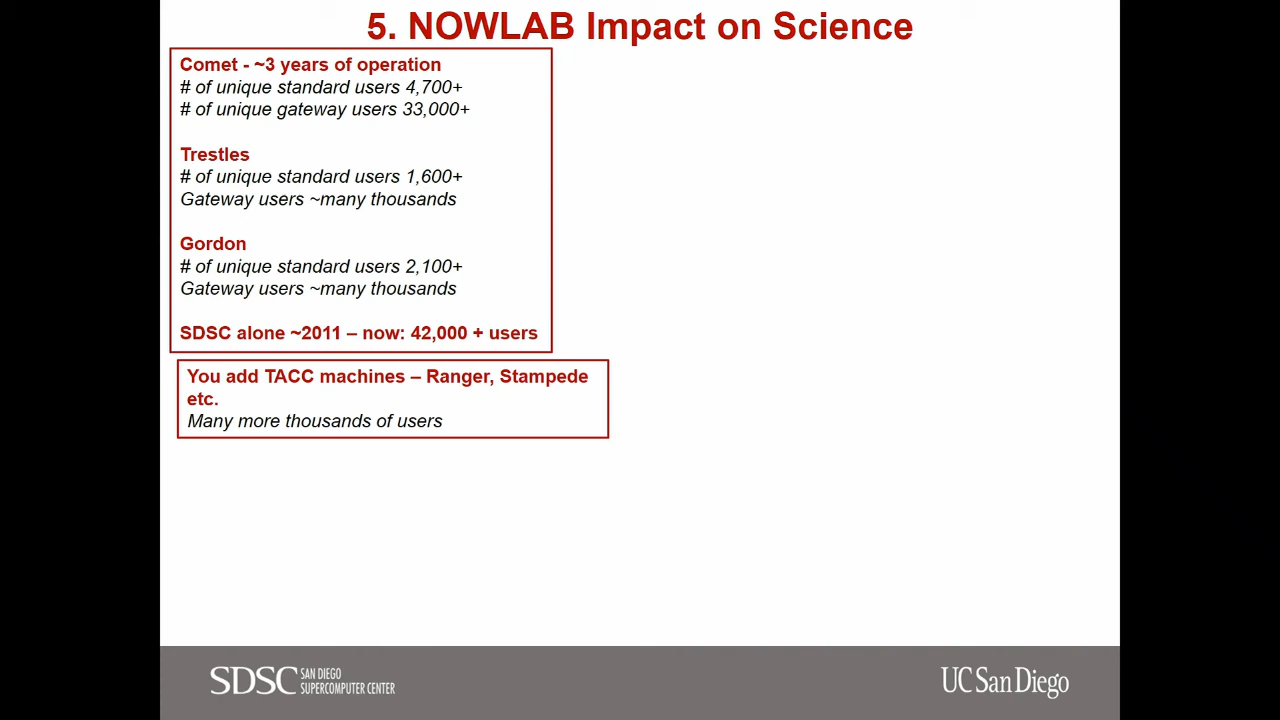 5. NOWLAB Impact on Science
Comet - ~3 years of operation
# of unique standard users 4,700+
# of unique gateway users 33,000+
Trestles
# of unique standard users 1,600+
Gateway users ~many thousands
Gordon
# of unique standard users 2,100+
Gateway users ~many thousands
SDSC alone ~2011 – now: 42,000 + users
You add TACC machines – Ranger, Stampede
etc.
Many more thousands of users
SDSC SAN DIEGO
SUPERCOMPUTER CENTER
UC San Diego